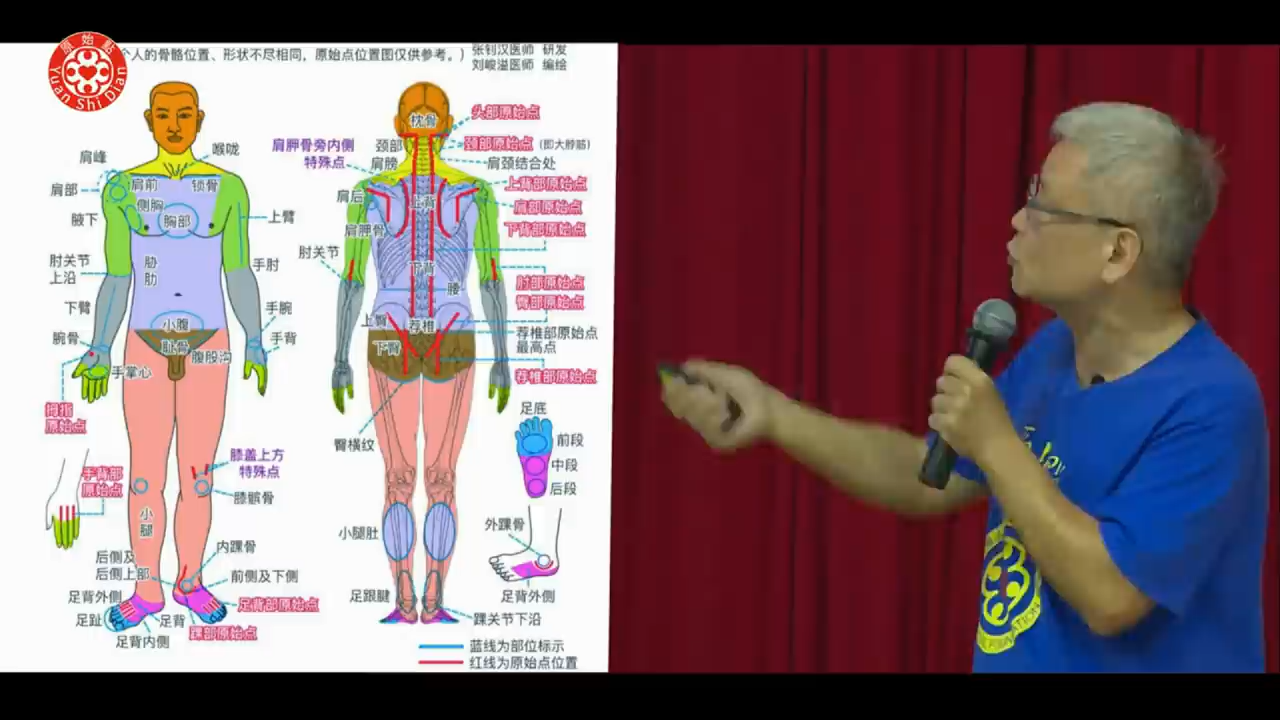 原始點
Yuan Shi Dian
个人的骨骼位置、形状不尽相同，原始点位置图仅供参考。)
张钊汉医师 研发
刘峻溢医师 编绘
枕骨
头部原始点
颈部
颈部原始点 (即大脖筋)
肩胛骨旁内侧
特殊点
肩膀
肩颈结合处
喉咙
肩峰
肩部
肩前
锁骨
侧胸
胸部
腋下
上臂
肩后
上背
上背部原始点
肩部原始点
肩胛骨
下背部原始点
肘关节
上沿
胁
肋
手肘
肘关节
下背
腰
肘部原始点
臀部原始点
下臂
小腹
手腕
上臀
荐椎
荐椎部原始点
最高点
腕骨
耻骨
腹股沟
手背
下臀
荐椎部原始点
手掌心
拇指
原始点
臀横纹
足底
前段
中段
后段
膝盖上方
特殊点
手背部
原始点
膝髌骨
小
腿
小腿肚
外踝骨
后侧及
后侧上部
内踝骨
前侧及下侧
足背外侧
足背部原始点
足趾
足背
踝部原始点
足背内侧
足跟腱
足背外侧
踝关节下沿
蓝线为部位标示
红线为原始点位置